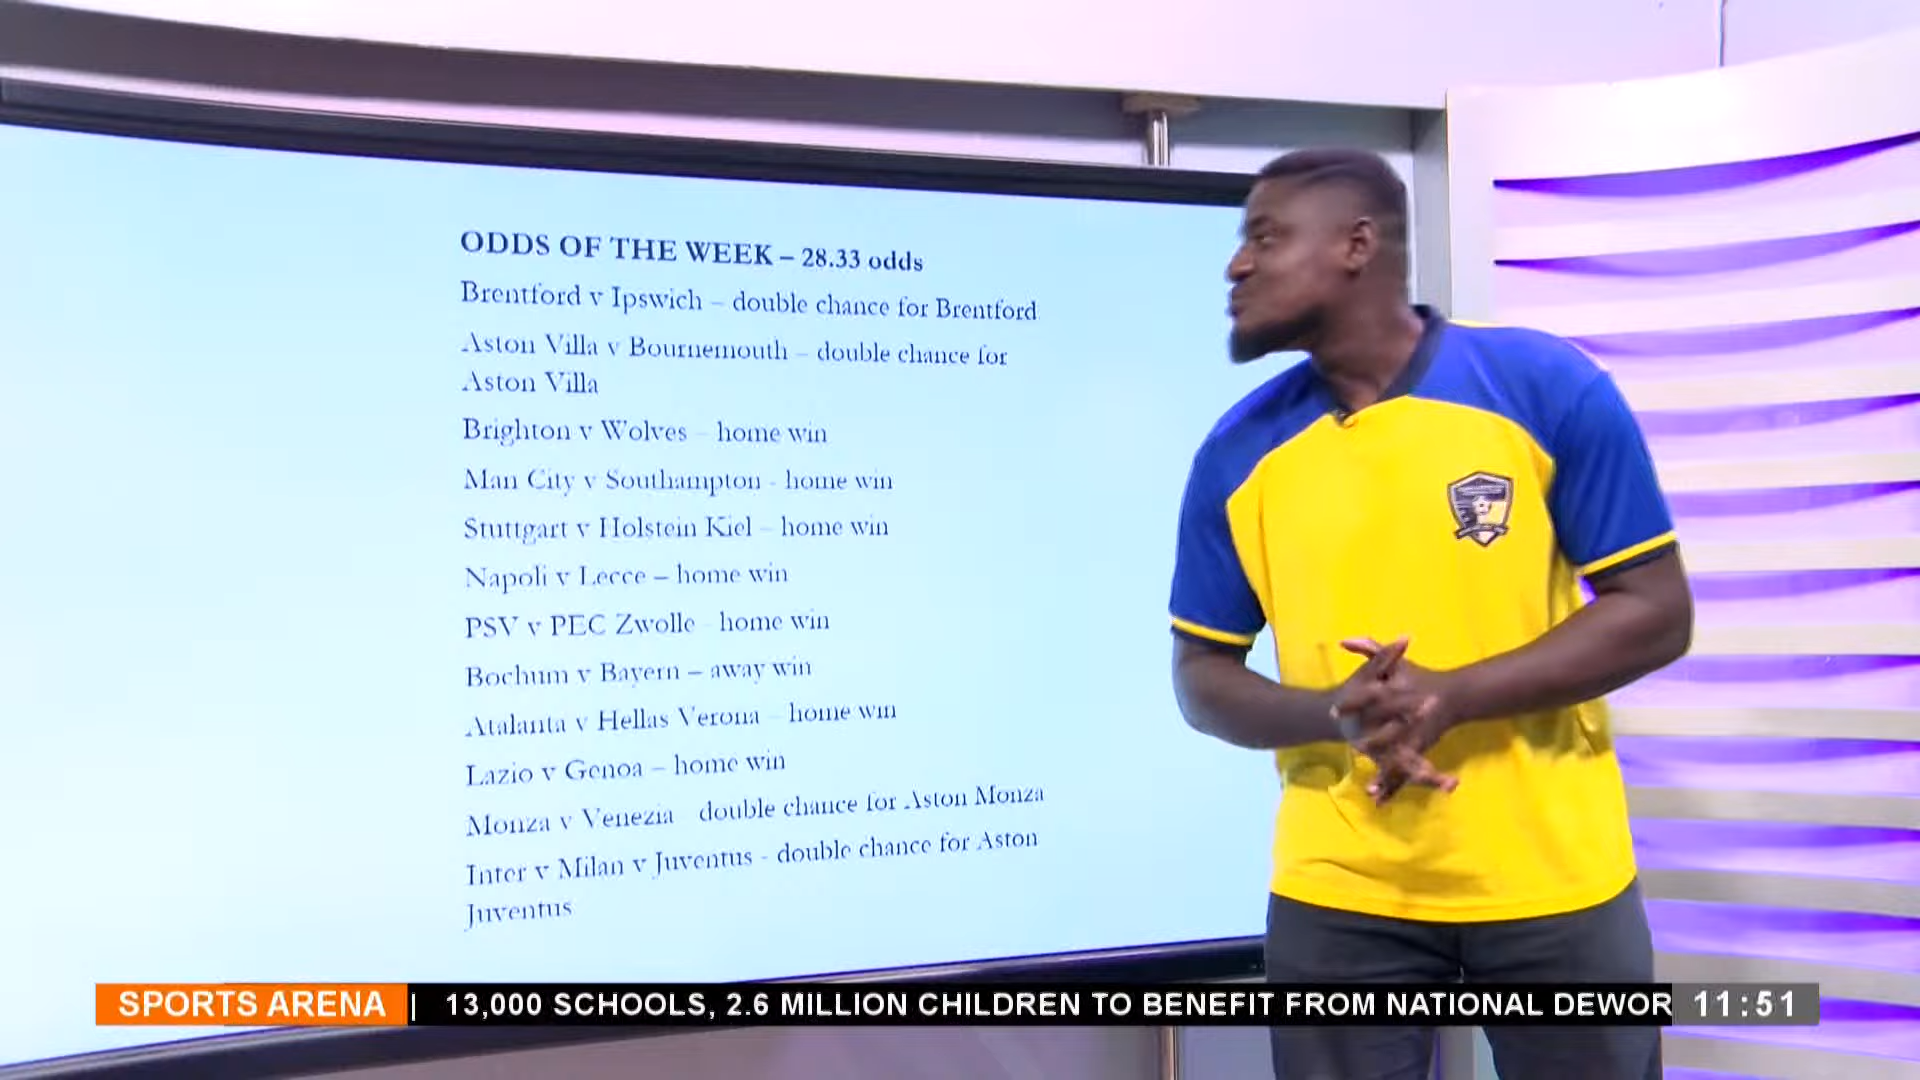 ODDS OF THE WEEK – 28.33 odds
Brentford v Ipswich – double chance for Brentford
Aston Villa v Bournemouth – double chance for
Aston Villa
Brighton v Wolves – home win
Man City v Southampton - home win
Stuttgart v Holstein Kiel – home win
Napoli v Lecce – home win
PSV v PEC Zwolle - home win
Bochum v Bayern – away win
Atalanta v Hellas Verona – home win
Lazio v Genoa – home win
Monza v Venezia - double chance for Aston Monza
Inter v Milan v Juventus - double chance for Aston
Juventus
SPORTS ARENA | 13,000 SCHOOLS, 2.6 MILLION CHILDREN TO BENEFIT FROM NATIONAL DEWOR 11:51